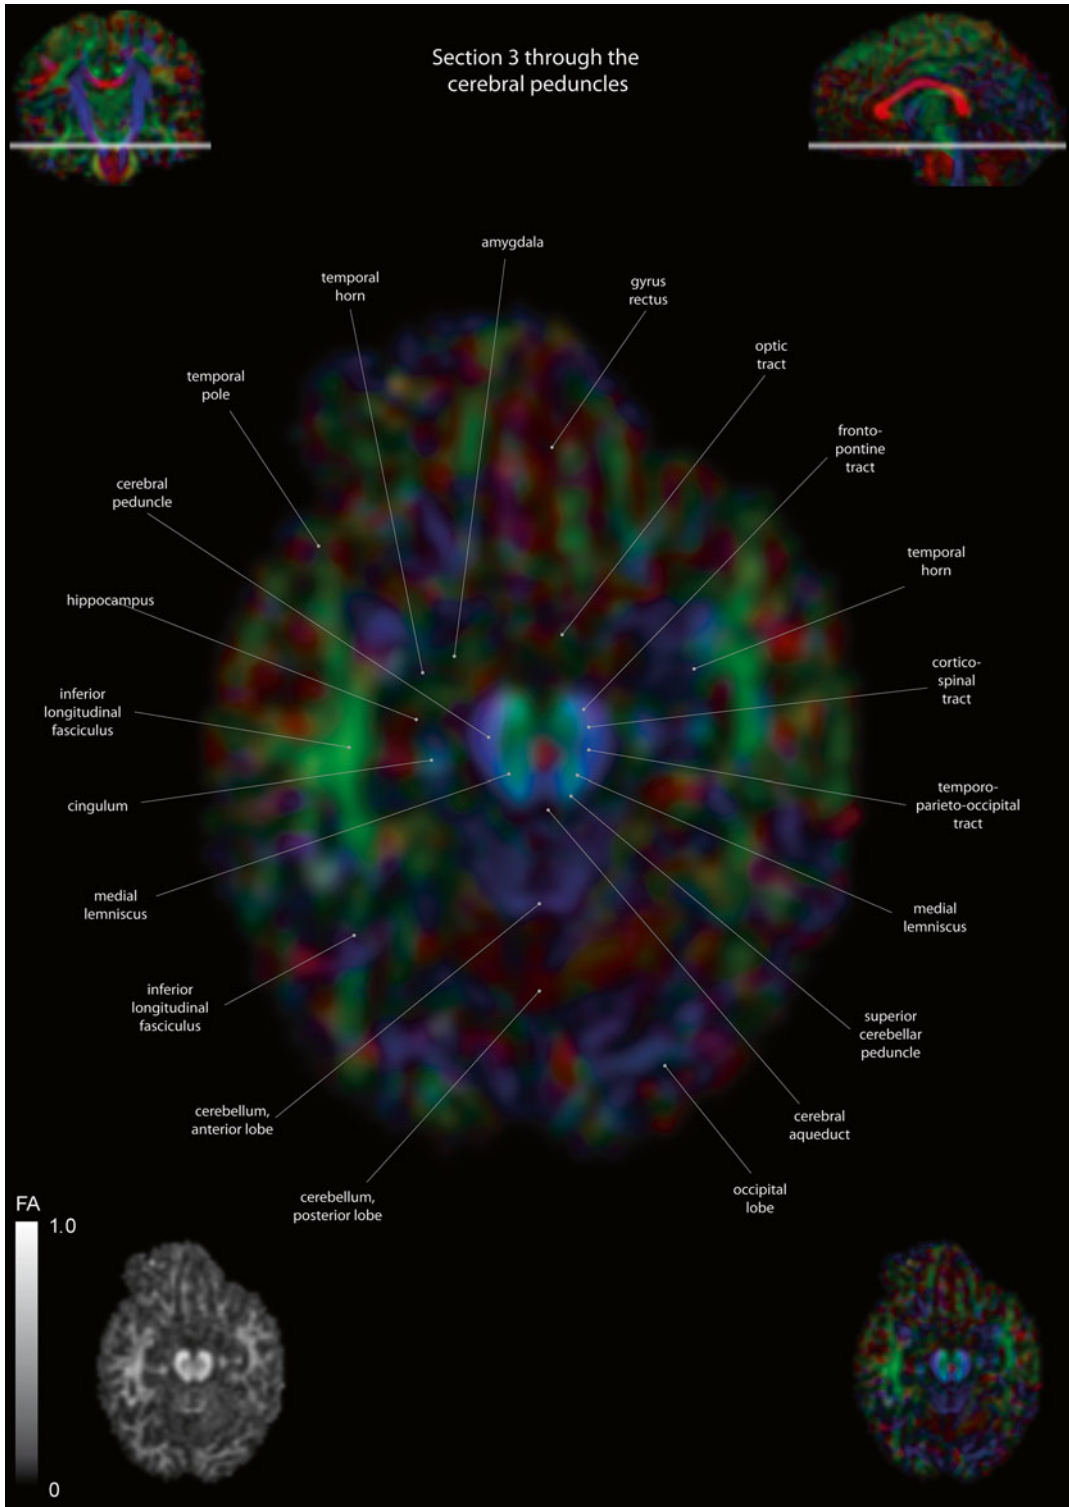 Section 3 through the
cerebral peduncles
amygdala
temporal
horn
gyrus
rectus
optic
tract
temporal
pole
fronto-
pontine
tract
cerebral
peduncle
temporal
horn
hippocampus
cortico-
spinal
tract
inferior
longitudinal
fasciculus
temporo-
parieto-occipital
tract
cingulum
medial
lemniscus
medial
lemniscus
inferior
longitudinal
fasciculus
superior
cerebellar
peduncle
cerebellum,
anterior lobe
cerebral
aqueduct
cerebellum,
posterior lobe
occipital
lobe
FA
1.0
0